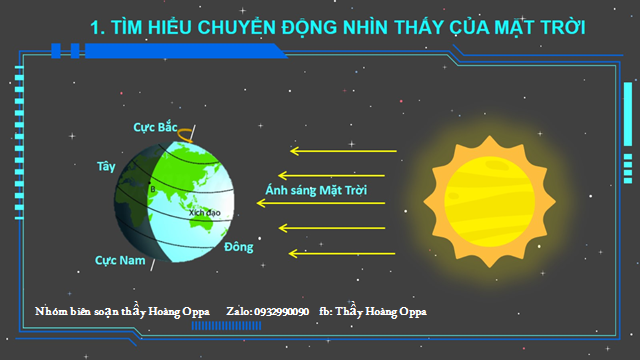 1. TÌM HIỂU CHUYỂN ĐỘNG NHÌN THẤY CỦA MẶT TRỜI
Cực Bắc
Tây
B
Ánh sáng Mặt Trời
Xích đạo
Đông
Cực Nam
Nhóm biên soạn thầy Hoàng Oppa Zalo: 0932990090 fb: Thầy Hoàng Oppa